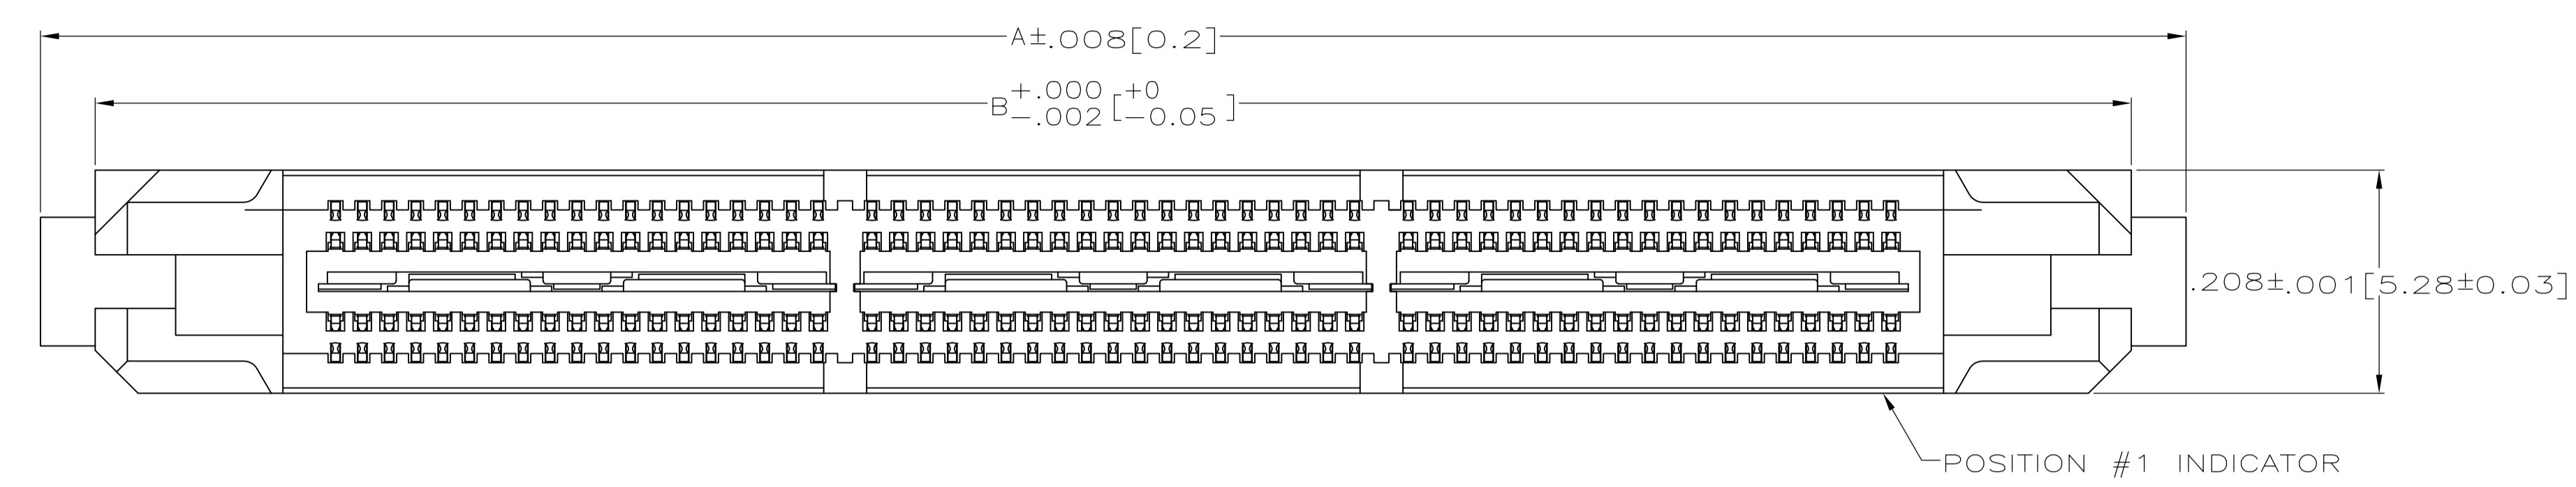 A±.008[0.2]
B+.000 -.002[+0 -0.05]
.208±.001[5.28±0.03]
POSITION #1 INDICATOR